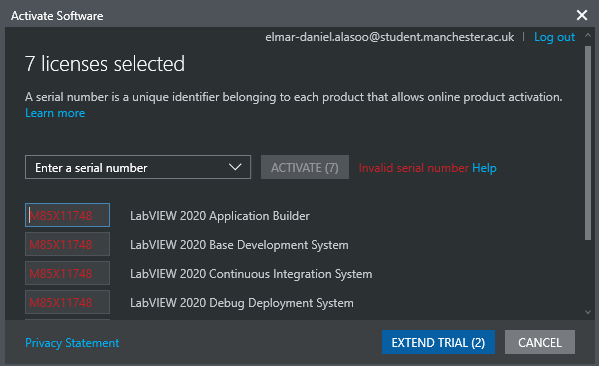 Activate Software
elmar-daniel.alasoo@student.manchester.ac.uk | Log out
7 licenses selected
A serial number is a unique identifier belonging to each product that allows online product activation.
Learn more
Enter a serial number ACTIVATE (7) Invalid serial number Help
M85X11748 LabVIEW 2020 Application Builder
M85X11748 LabVIEW 2020 Base Development System
M85X11748 LabVIEW 2020 Continuous Integration System
M85X11748 LabVIEW 2020 Debug Deployment System
Privacy Statement EXTEND TRIAL (2) CANCEL